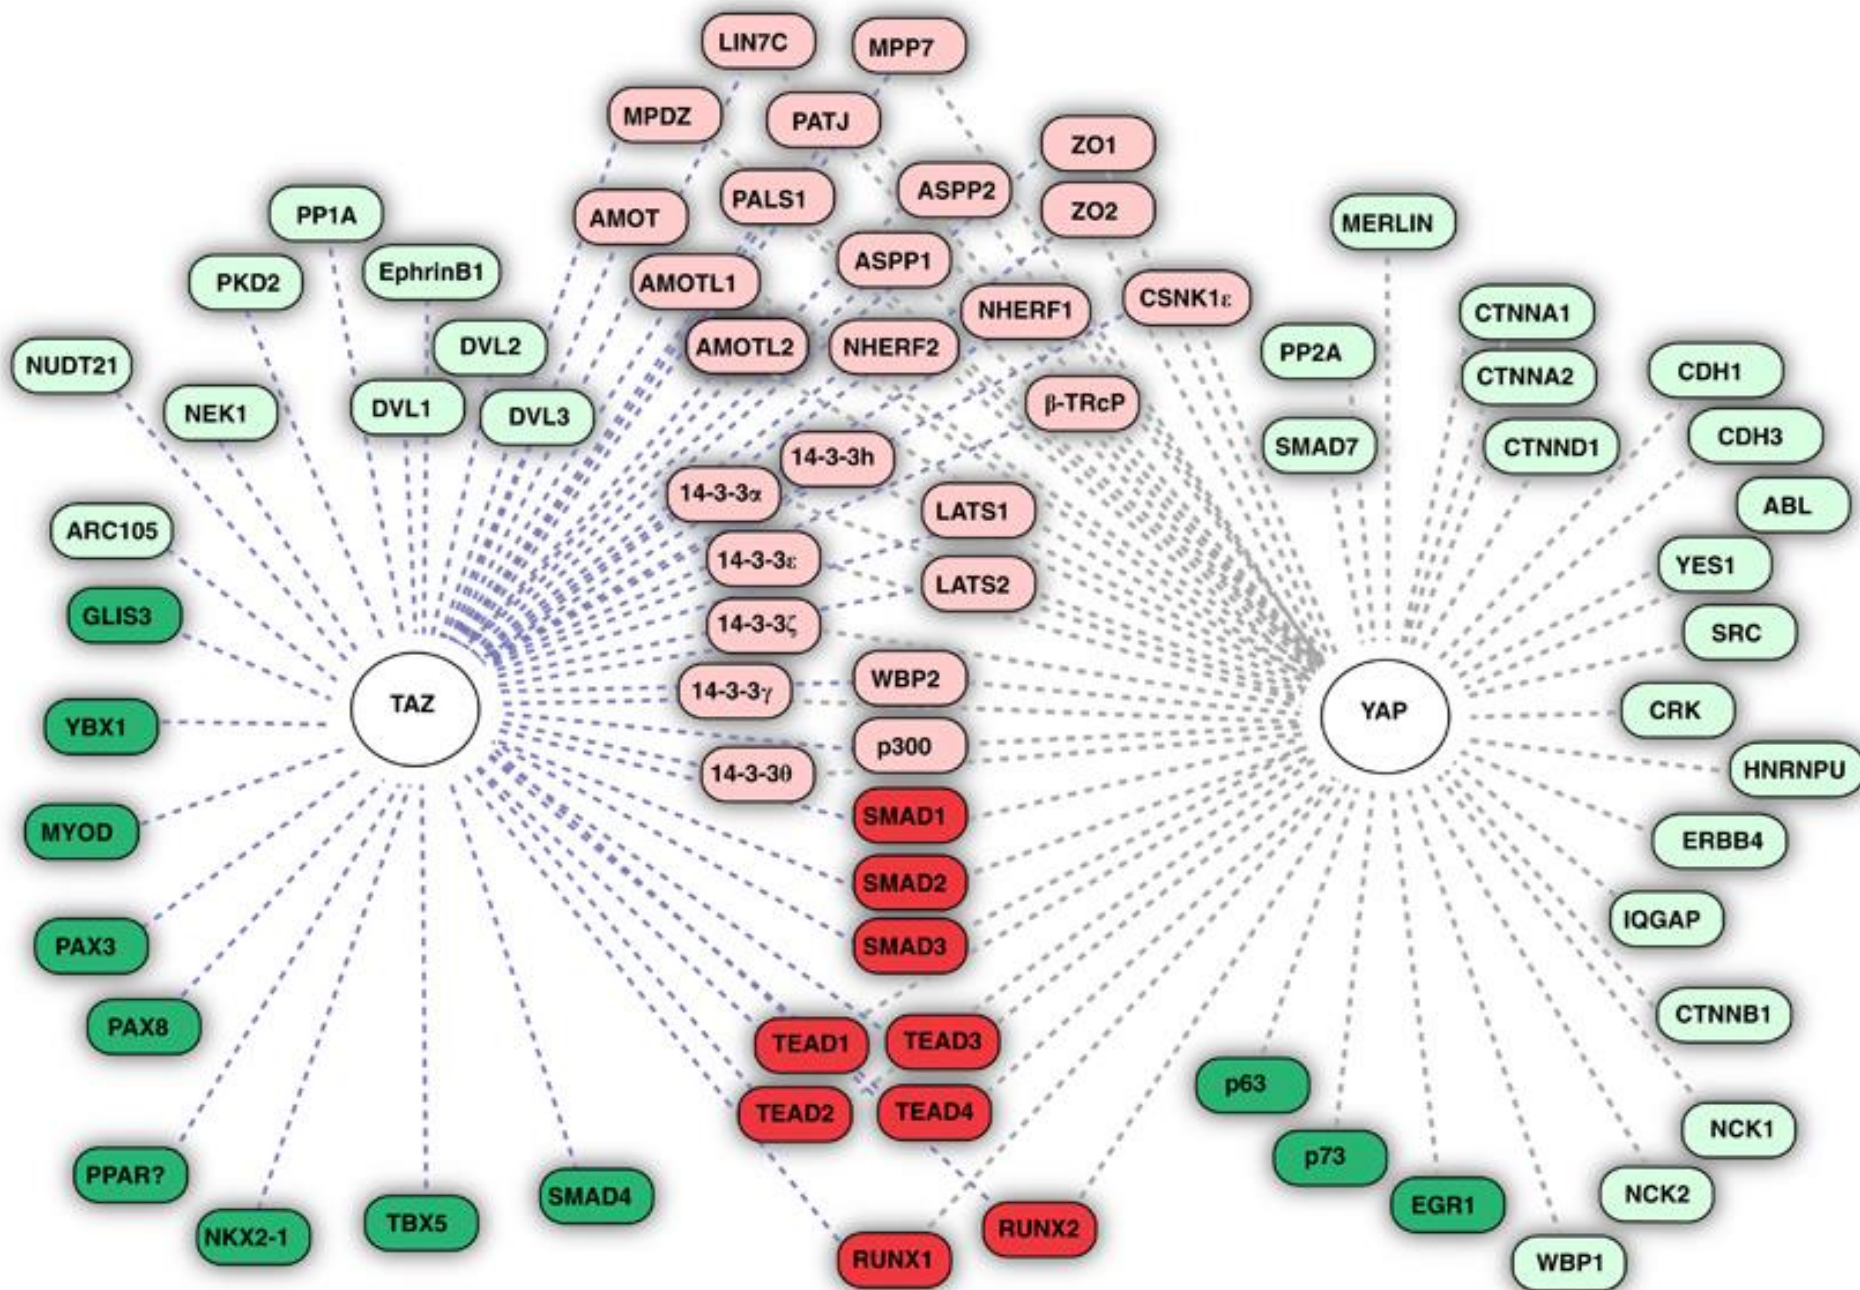 LIN7C
MPP7
MPDZ
PATJ
ZO1
PALS1
ASPP2
ZO2
AMOT
PP1A
MERLIN
EphrinB1
PKD2
AMOTL1
ASPP1
NHERF1
CSNK1ε
CTNNA1
DVL2
AMOTL2
NHERF2
PP2A
NUDT21
CTNNA2
CDH1
NEK1
DVL1
DVL3
β-TRcP
SMAD7
CTNND1
CDH3
14-3-3h
14-3-3α
LATS1
ABL
ARC105
14-3-3ε
LATS2
YES1
GLIS3
14-3-3ζ
SRC
TAZ
14-3-3γ
WBP2
YAP
CRK
YBX1
p300
14-3-3θ
HNRNPU
MYOD
SMAD1
ERBB4
SMAD2
IQGAP
PAX3
SMAD3
PAX8
TEAD1
TEAD3
CTNNB1
TEAD2
TEAD4
p63
NCK1
PPAR?
SMAD4
p73
NCK2
NKX2-1
TBX5
RUNX2
EGR1
RUNX1
WBP1